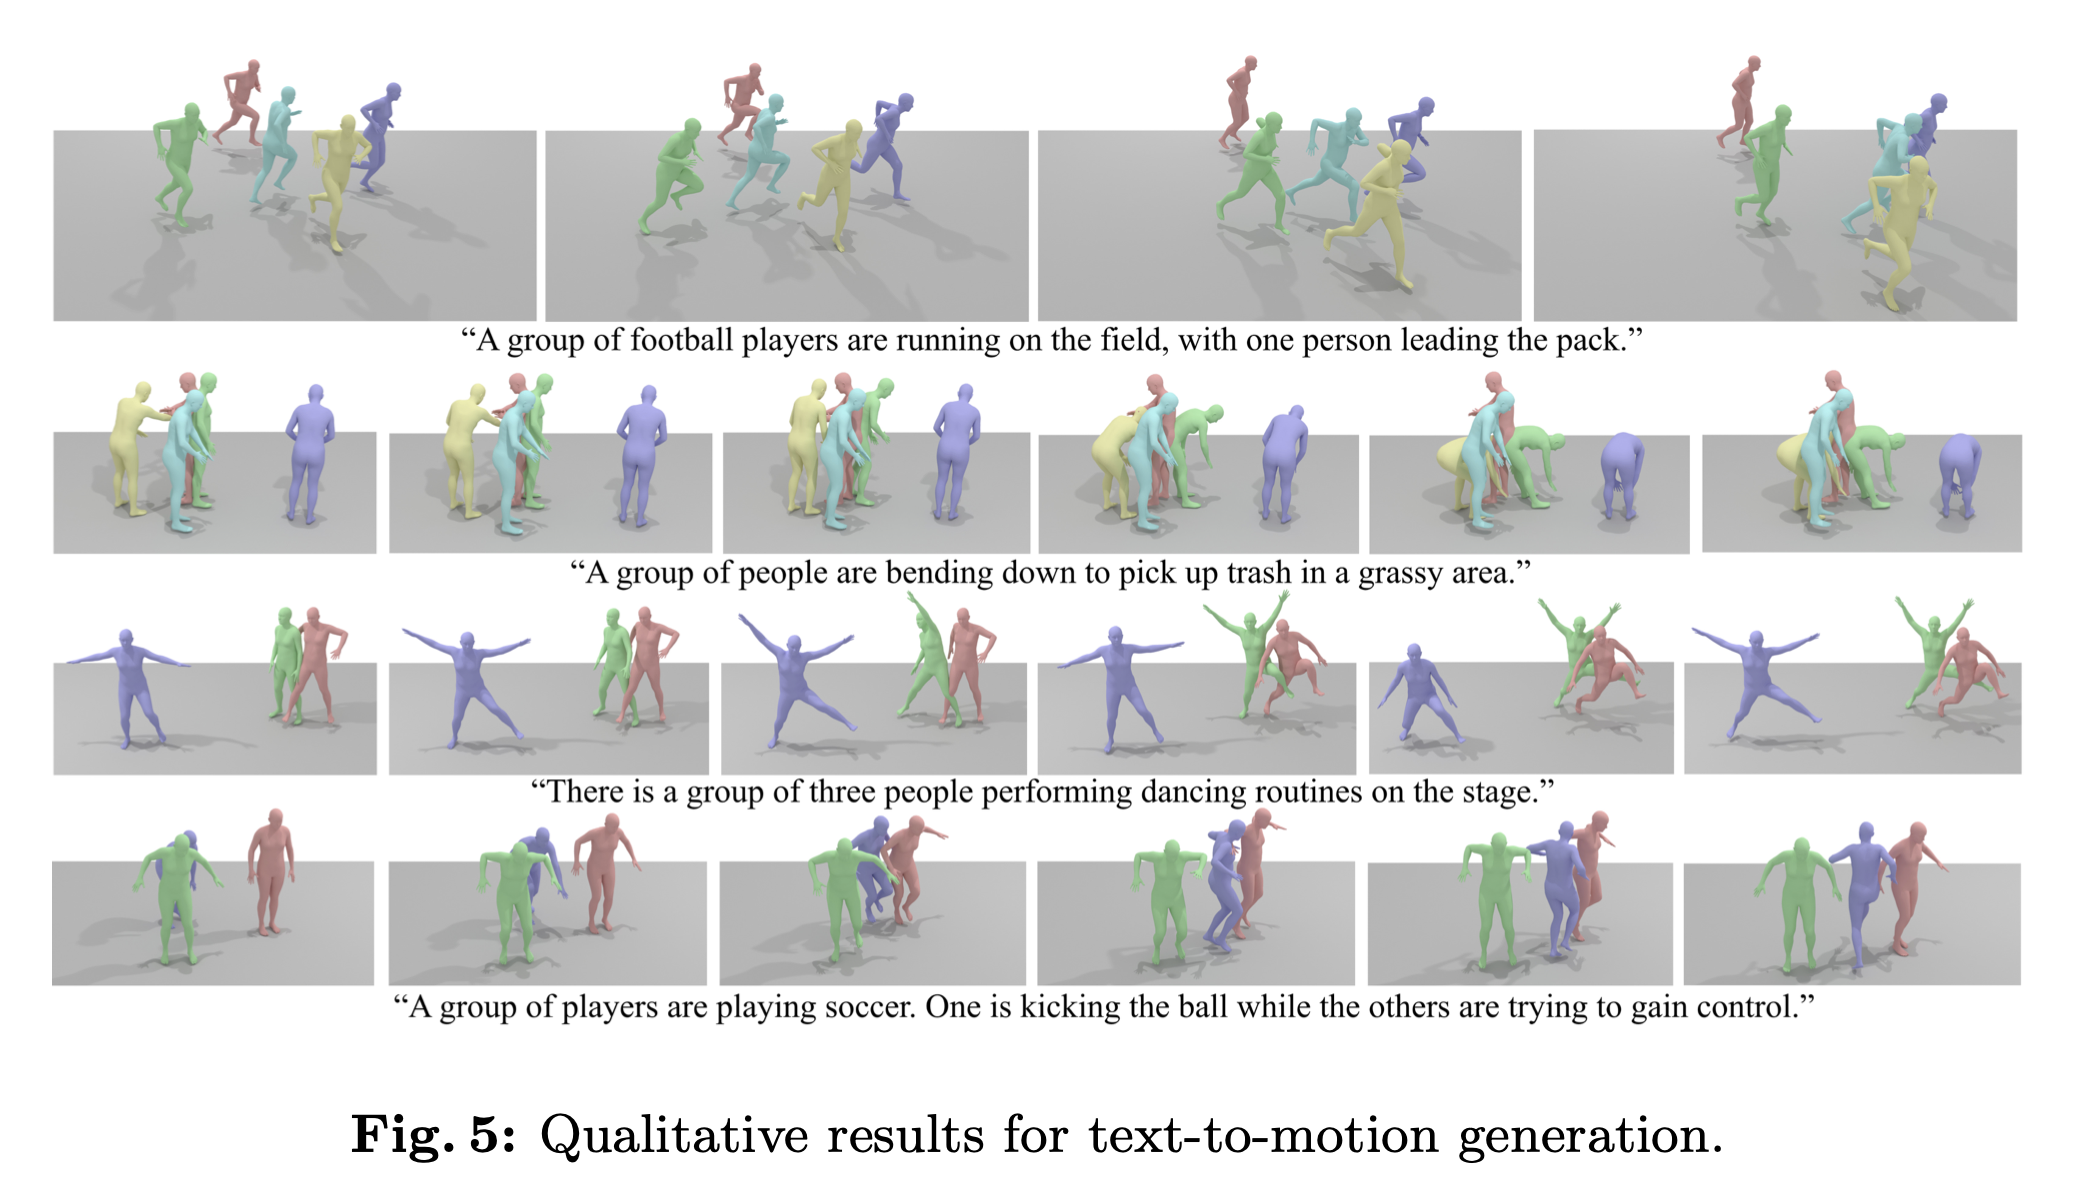 “A group of football players are running on the field, with one person leading the pack.”
“A group of people are bending down to pick up trash in a grassy area.”
“There is a group of three people performing dancing routines on the stage.”
“A group of players are playing soccer. One is kicking the ball while the others are trying to gain control.”
Fig. 5: Qualitative results for text-to-motion generation.